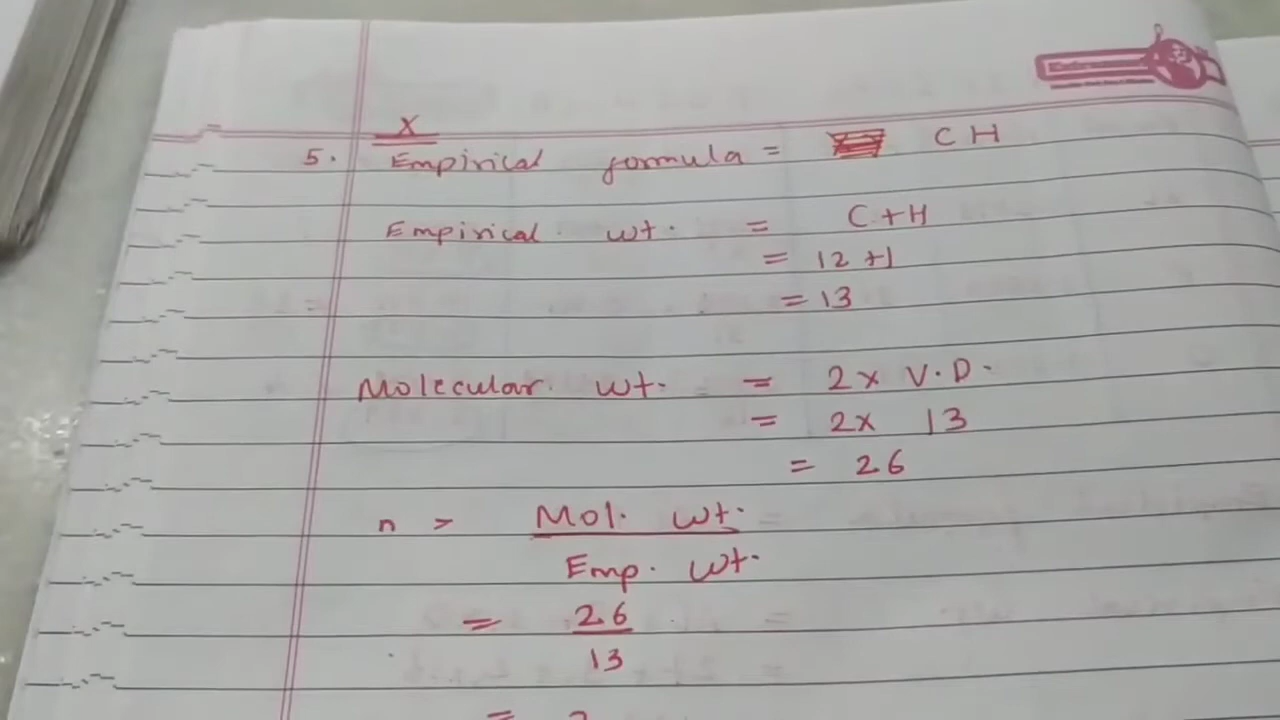 X
5. Empirical formula = CH
Empirical wt. = C+H
= 12+1
= 13
Molecular. wt. = 2x V.D.
= 2x 13
= 26
n = Mol. wt.
Emp. wt.
= 26
13
=